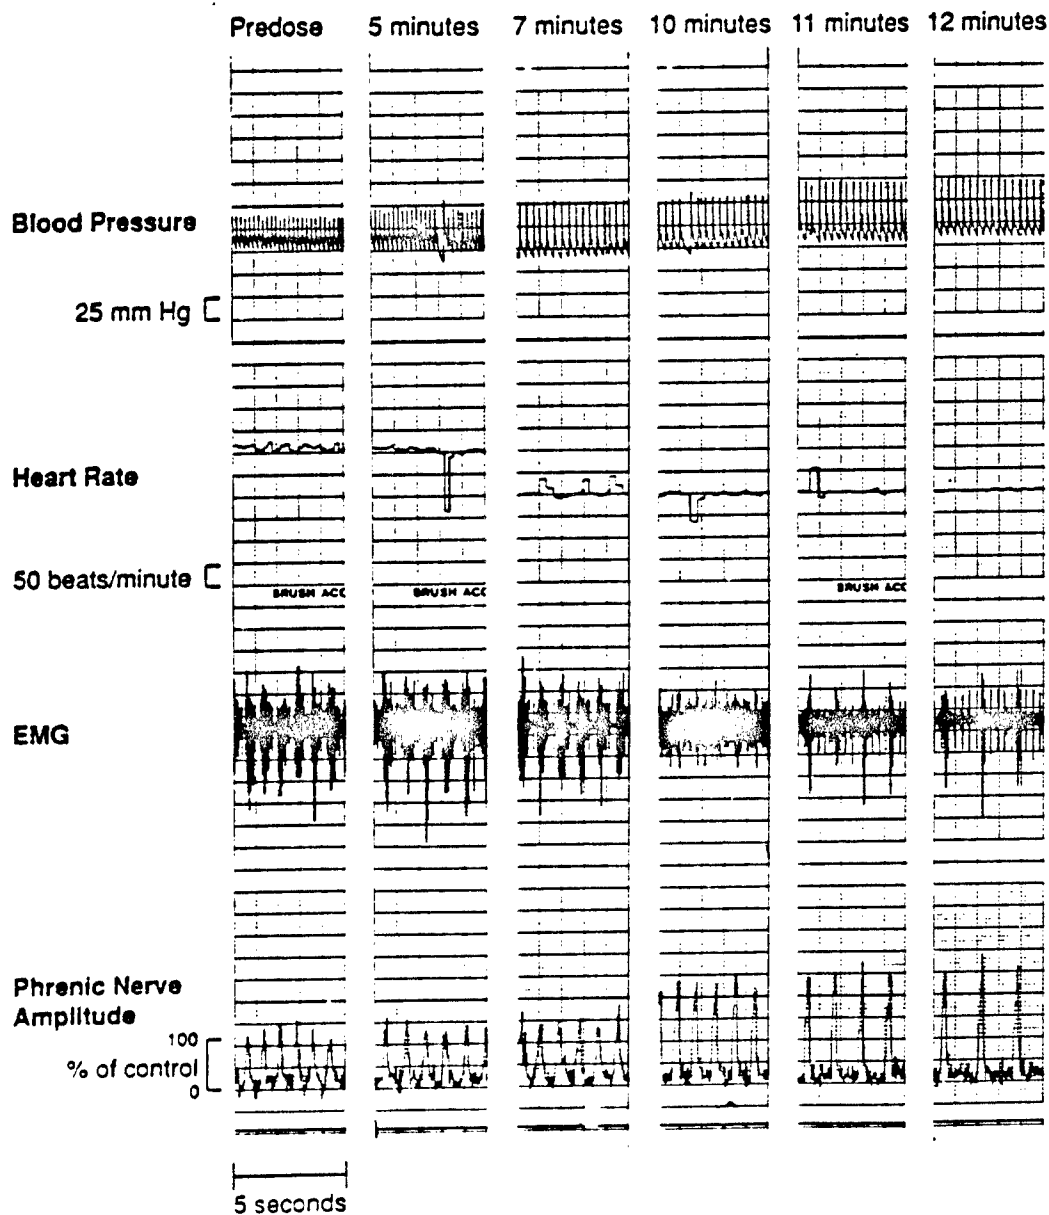 Predose 5 minutes 7 minutes 10 minutes 11 minutes 12 minutes
Blood Pressure
25 mm Hg
Heart Rate
50 beats/minute
BRUSH ACC BRUSH ACC BRUSH ACC
EMG
Phrenic Nerve
Amplitude
100
% of control
0
5 seconds